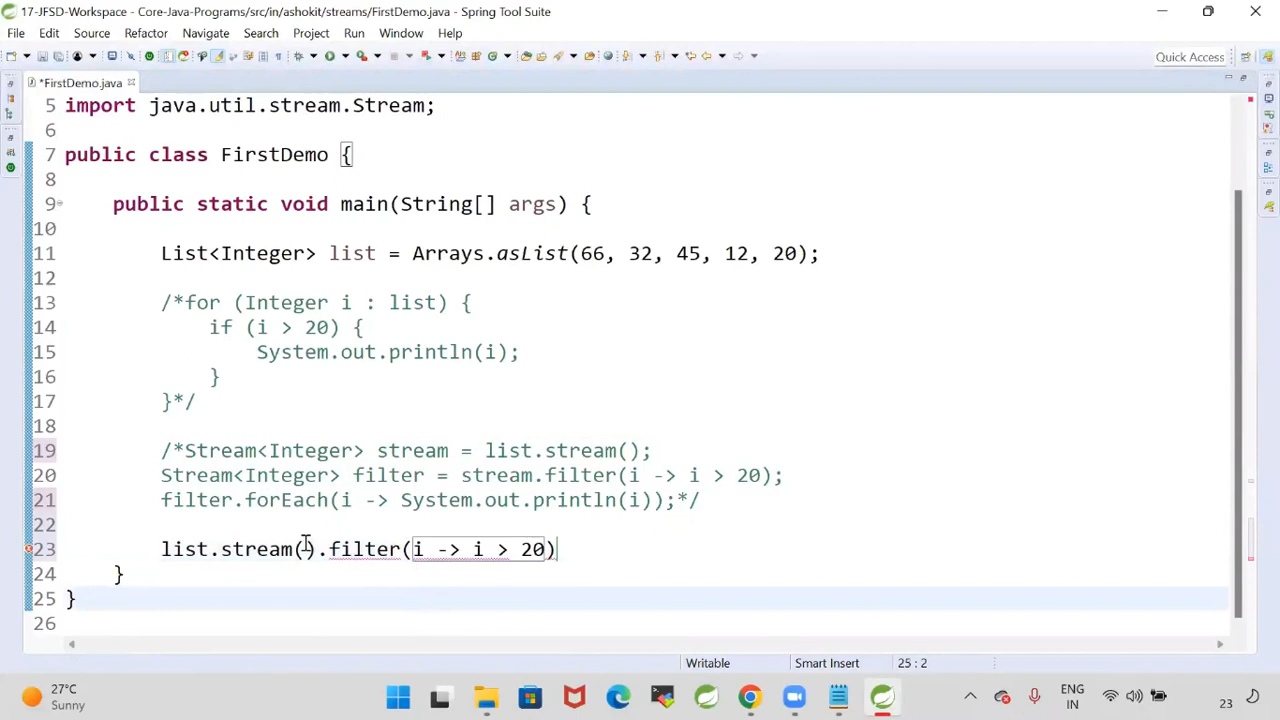 17-JFSD-Workspace - Core-Java-Programs/src/in/ashokit/streams/FirstDemo.java - Spring Tool Suite
File Edit Source Refactor Navigate Search Project Run Window Help
Quick Access
*FirstDemo.java
5 import java.util.stream.Stream;
6
7 public class FirstDemo {
8
9 public static void main(String[] args) {
10
11 List<Integer> list = Arrays.asList(66, 32, 45, 12, 20);
12
13 /*for (Integer i : list) {
14 if (i > 20) {
15 System.out.println(i);
16 }
17 }*/
18
19 /*Stream<Integer> stream = list.stream();
20 Stream<Integer> filter = stream.filter(i -> i > 20);
21 filter.forEach(i -> System.out.println(i));*/
22
23 list.stream().filter(i -> i > 20)
24 }
25 }
26
Writable Smart Insert 25 : 2
27°C
Sunny
ENG
IN
23